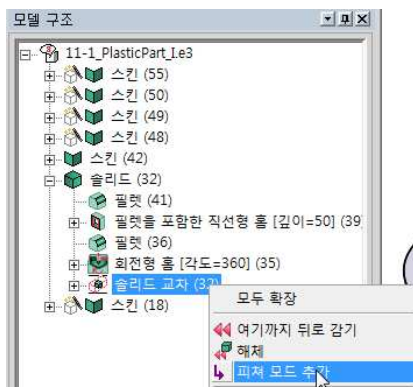 모델 구조
11-1_PlasticPart_I.e3
스킨 (55)
스킨 (50)
스킨 (49)
스킨 (48)
스킨 (42)
솔리드 (32)
필렛 (41)
필렛을 포함한 직선형 홈 [깊이=50] (39
필렛 (36)
회전형 홈 [각도=360] (35)
솔리드 교차 (32)
스킨 (18)
모두 확장
여기까지 뒤로 감기
해체
피쳐 모드 추가